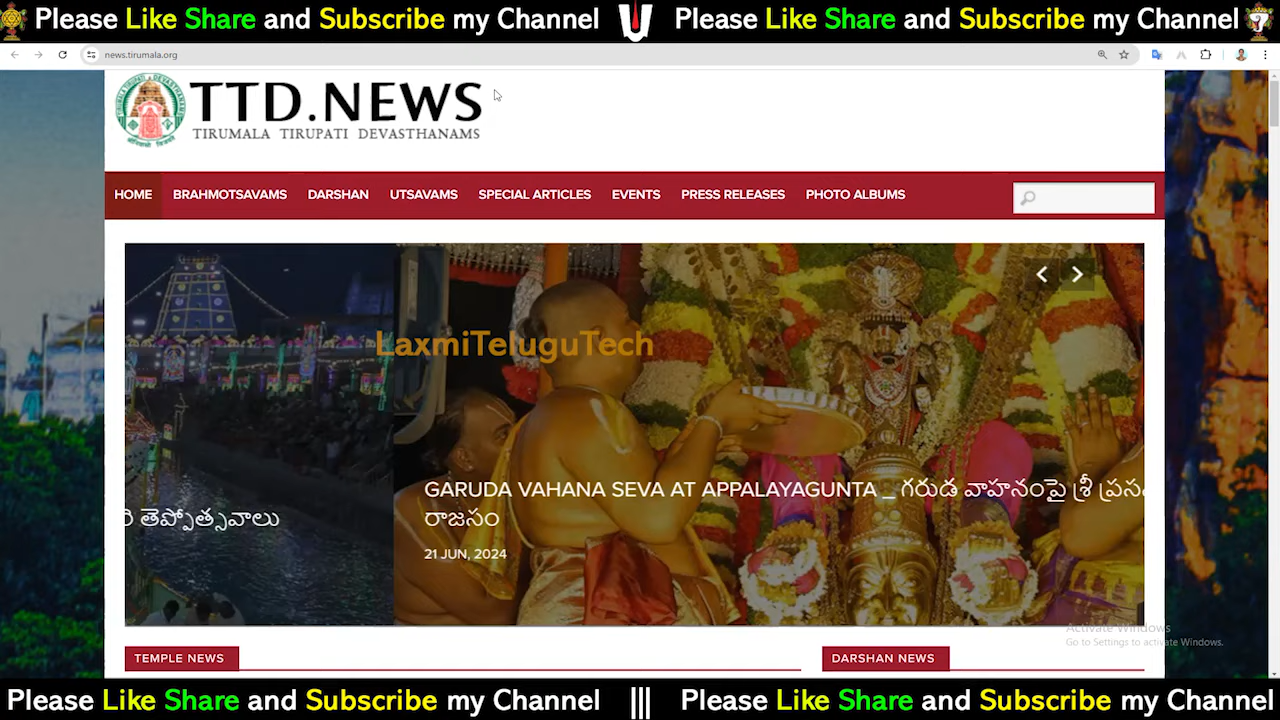 Please Like Share and Subscribe my Channel Please Like Share and Subscribe my Channel
news.tirumala.org
TTD.NEWS
TIRUMALA TIRUPATI DEVASTHANAMS
HOME BRAHMOTSAVAMS DARSHAN UTSAVAMS SPECIAL ARTICLES EVENTS PRESS RELEASES PHOTO ALBUMS
LaxmiTeluguTech
GARUDA VAHANA SEVA AT APPALAYAGUNTA _ గరుడ వాహనంపై శ్రీ
రాజసం
తెప్పోత్సవాలు
21 JUN, 2024
Activate Windows
Go to Settings to activate Windows.
TEMPLE NEWS DARSHAN NEWS
Please Like Share and Subscribe my Channel ||| Please Like Share and Subscribe my Channel